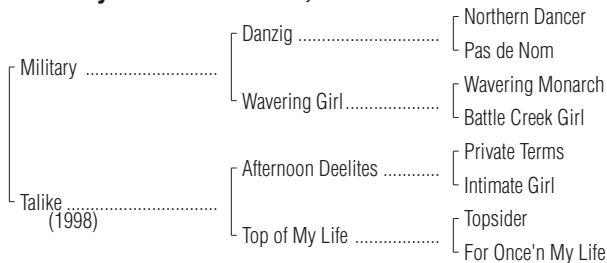 Northern Dancer
Danzig ......................................
Pas de Nom
Military ............................
Wavering Monarch
Wavering Girl.........................
Battle Creek Girl
Private Terms
Afternoon Deelites ...............
Intimate Girl
Talike ................................
(1998)
Topsider
Top of My Life ......................
For Once'n My Life